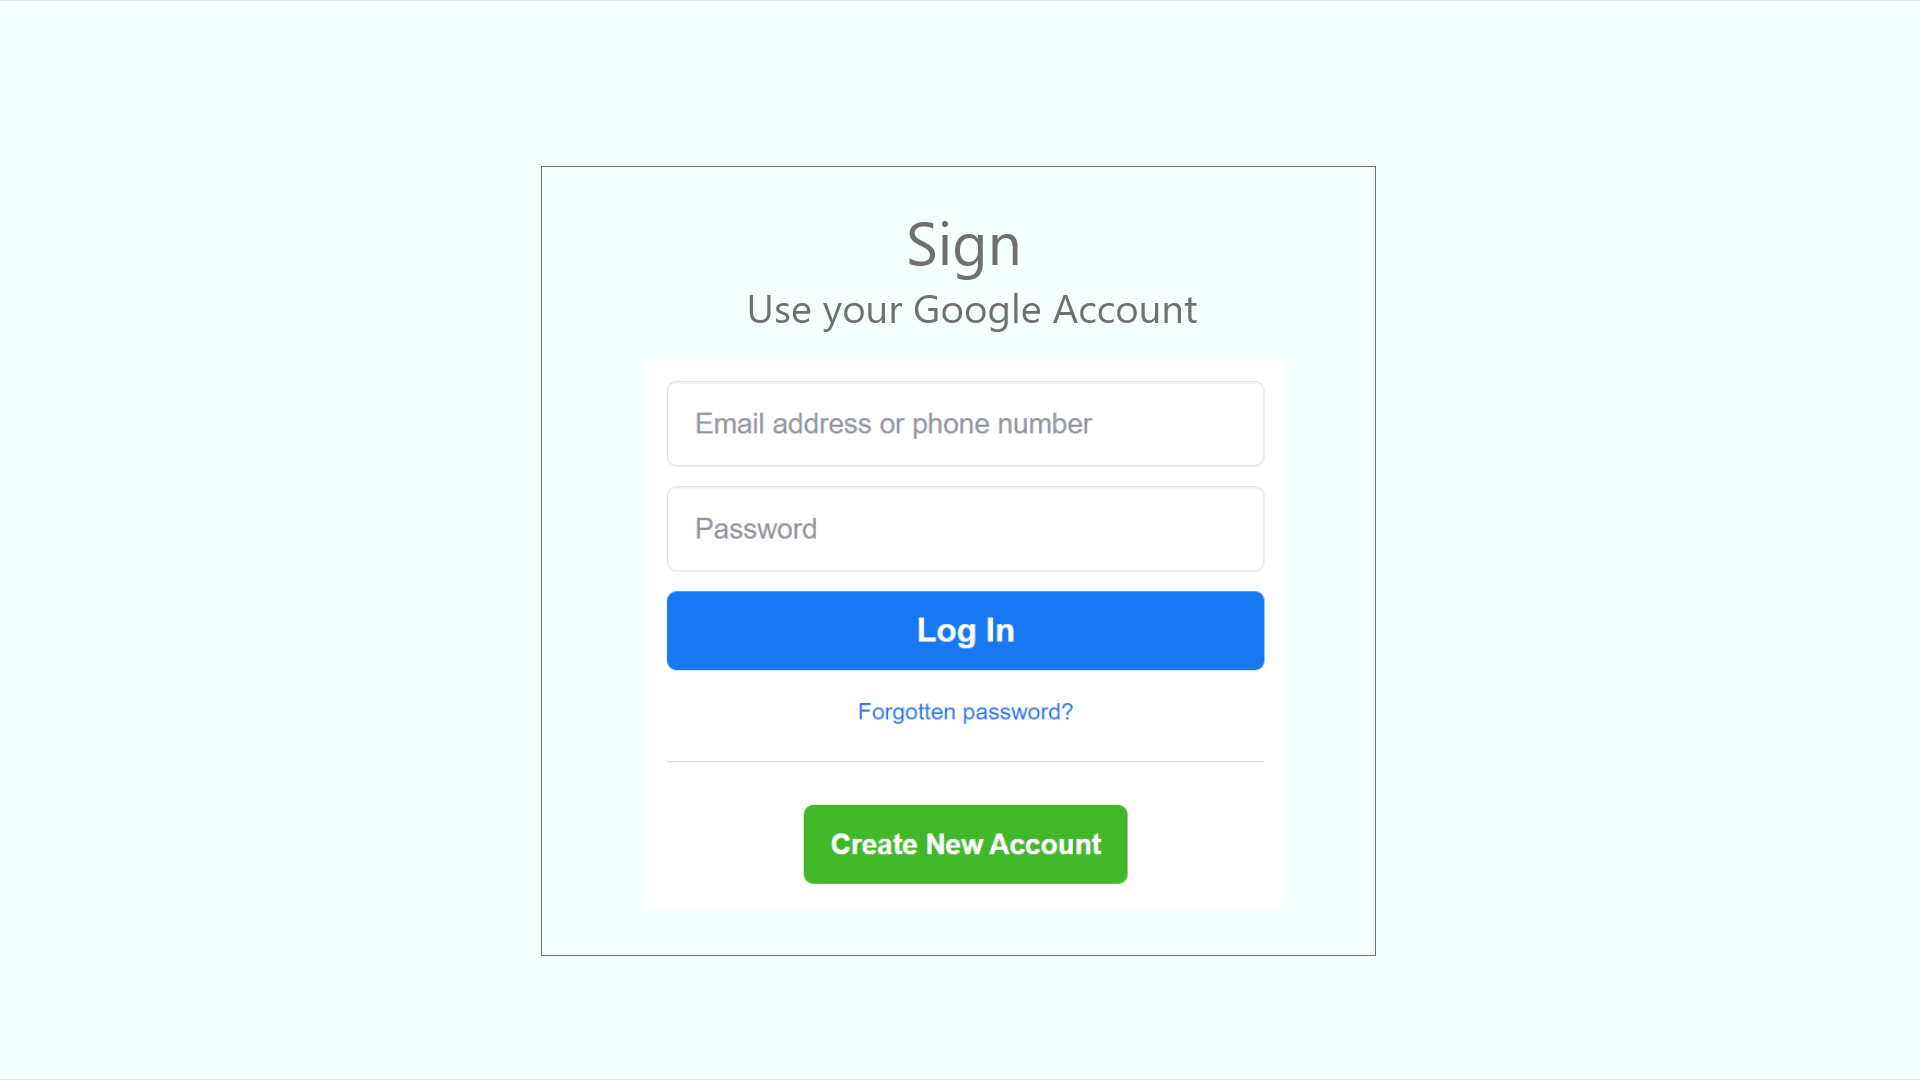 Sign
Use your Google Account
Email address or phone number
Password
Log In
Forgotten password?
Create New Account